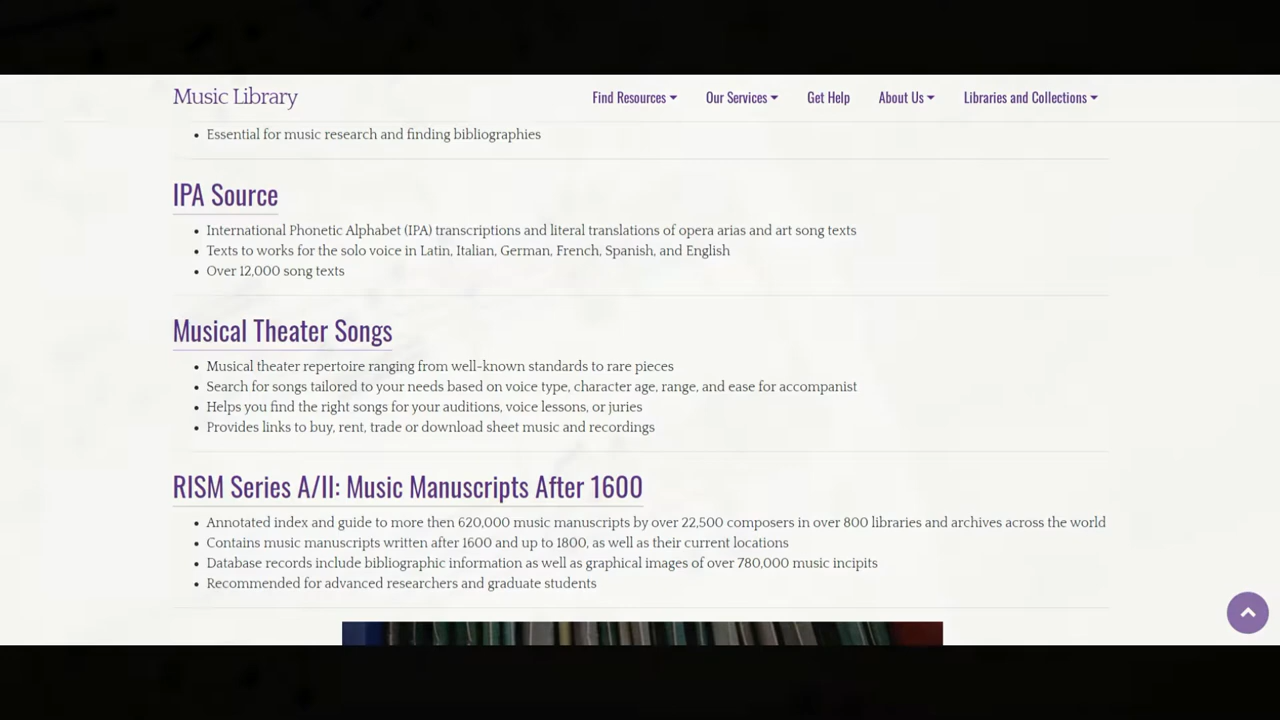 Music Library
Find Resources
Our Services
Get Help
About Us
Libraries and Collections
Essential for music research and finding bibliographies
IPA Source
International Phonetic Alphabet (IPA) transcriptions and literal translations of opera arias and art song texts
Texts to works for the solo voice in Latin, Italian, German, French, Spanish, and English
Over 12,000 song texts
Musical Theater Songs
Musical theater repertoire ranging from well-known standards to rare pieces
Search for songs tailored to your needs based on voice type, character age, range, and ease for accompanist
Helps you find the right songs for your auditions, voice lessons, or juries
Provides links to buy, rent, trade or download sheet music and recordings
RISM Series A/II: Music Manuscripts After 1600
Annotated index and guide to more then 620,000 music manuscripts by over 22,500 composers in over 800 libraries and archives across the world
Contains music manuscripts written after 1600 and up to 1800, as well as their current locations
Database records include bibliographic information as well as graphical images of over 780,000 music incipits
Recommended for advanced researchers and graduate students